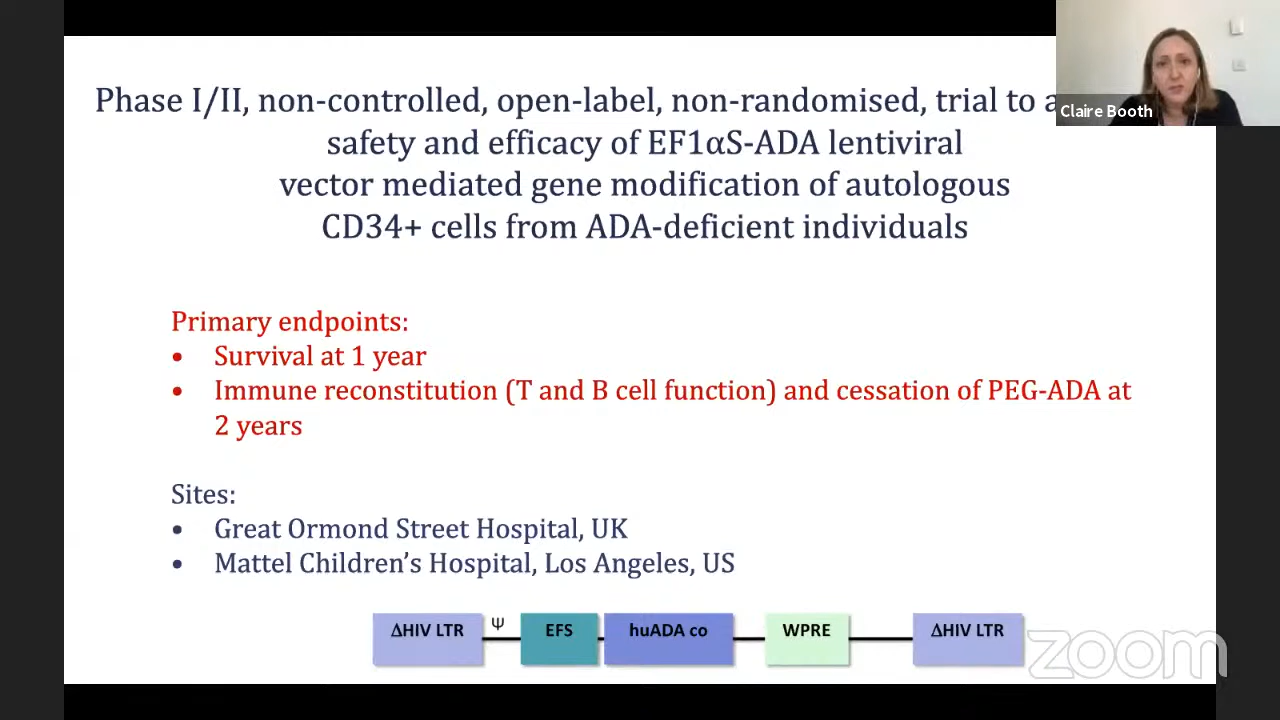 Phase I/II, non-controlled, open-label, non-randomised, trial to
safety and efficacy of EF1αS-ADA lentiviral
vector mediated gene modification of autologous
CD34+ cells from ADA-deficient individuals
Claire Booth
Primary endpoints:
• Survival at 1 year
• Immune reconstitution (T and B cell function) and cessation of PEG-ADA at
2 years
Sites:
• Great Ormond Street Hospital, UK
• Mattel Children’s Hospital, Los Angeles, US
ΔHIV LTR Ψ EFS huADA co WPRE ΔHIV LTR
zoom